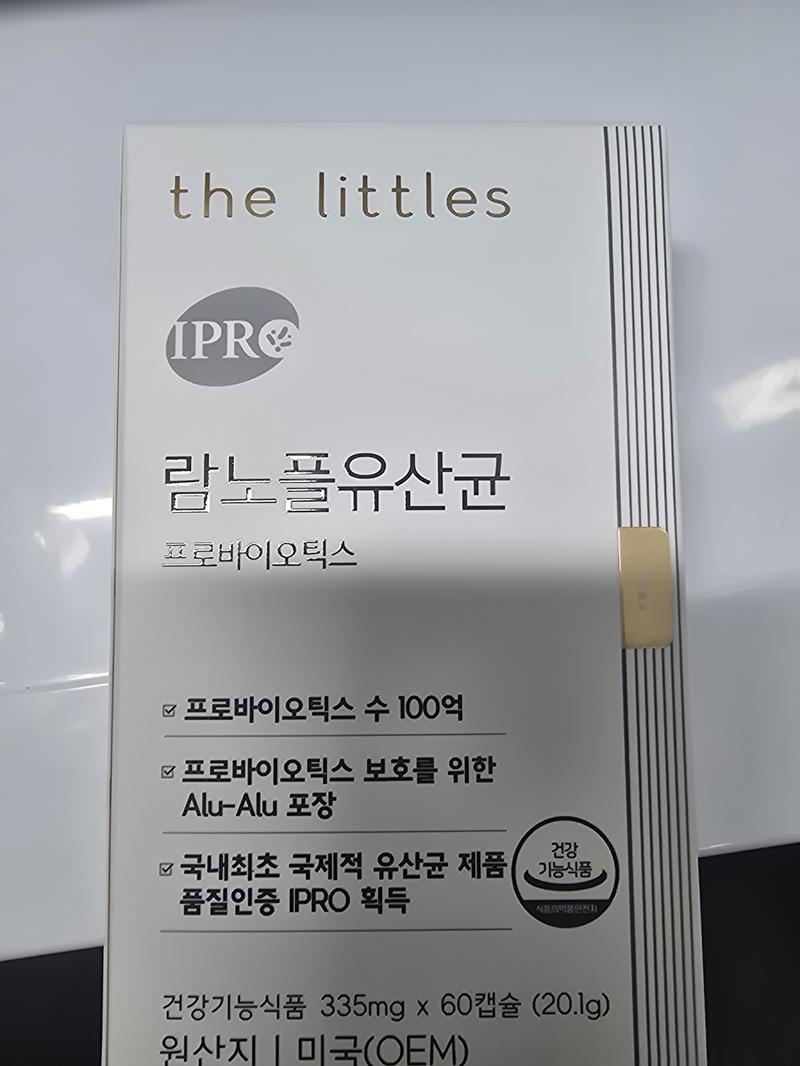 the littles
IPRO
람노플유산균
프로바이오틱스
프로바이오틱스 수 100억
프로바이오틱스 보호를 위한
Alu-Alu 포장
국내최초 국제적 유산균 제품
품질인증 IPRO 획득
건강
기능식품
식품의약품안전처
건강기능식품 335mg x 60캡슐 (20.1g)
원산지 | 미국(OEM)